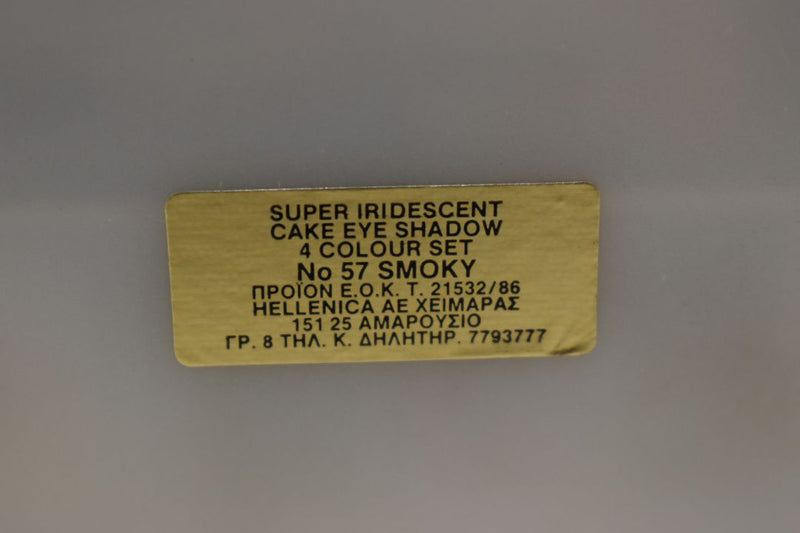 SUPER IRIDESCENT
CAKE EYE SHADOW
4 COLOUR SET
No 57 SMOKY
ΠΡΟΪΟΝ Ε.Ο.Κ. Τ. 21532/86
HELLENICA ΑΕ ΧΕΙΜΑΡΑΣ
151 25 ΑΜΑΡΟΥΣΙΟ
ΓΡ. 8 ΤΗΛ. Κ. ΔΗΛΗΤΗΡ. 7793777